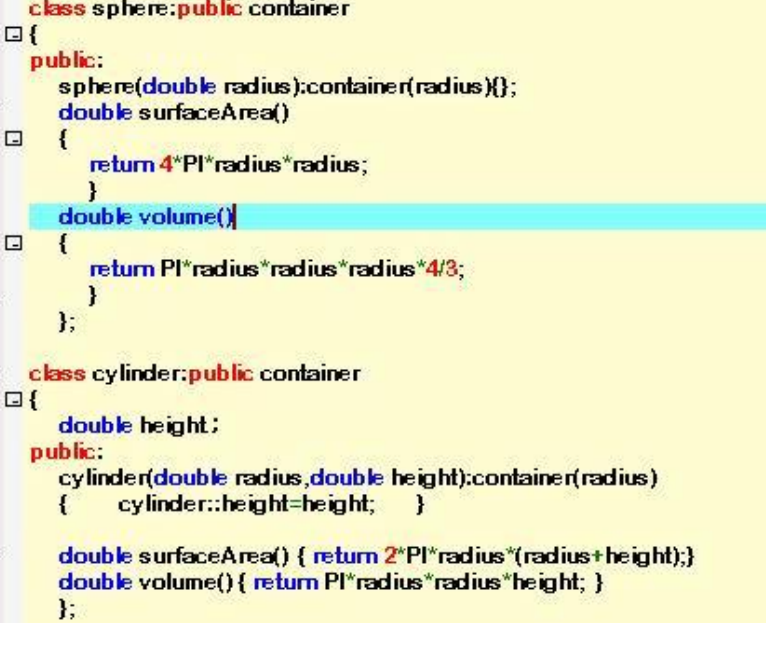 class sphere:public container
{
public:
sphere(double radius):container(radius){};
double surfaceArea()
{
return 4*PI*radius*radius;
}
double volume()
{
return PI*radius*radius*radius*4/3;
}
};
class cylinder:public container
{
double height;
public:
cylinder(double radius,double height):container(radius)
{ cylinder::height=height; }
double surfaceArea() { return 2*PI*radius*(radius+height);}
double volume(){ return PI*radius*radius*height; }
};